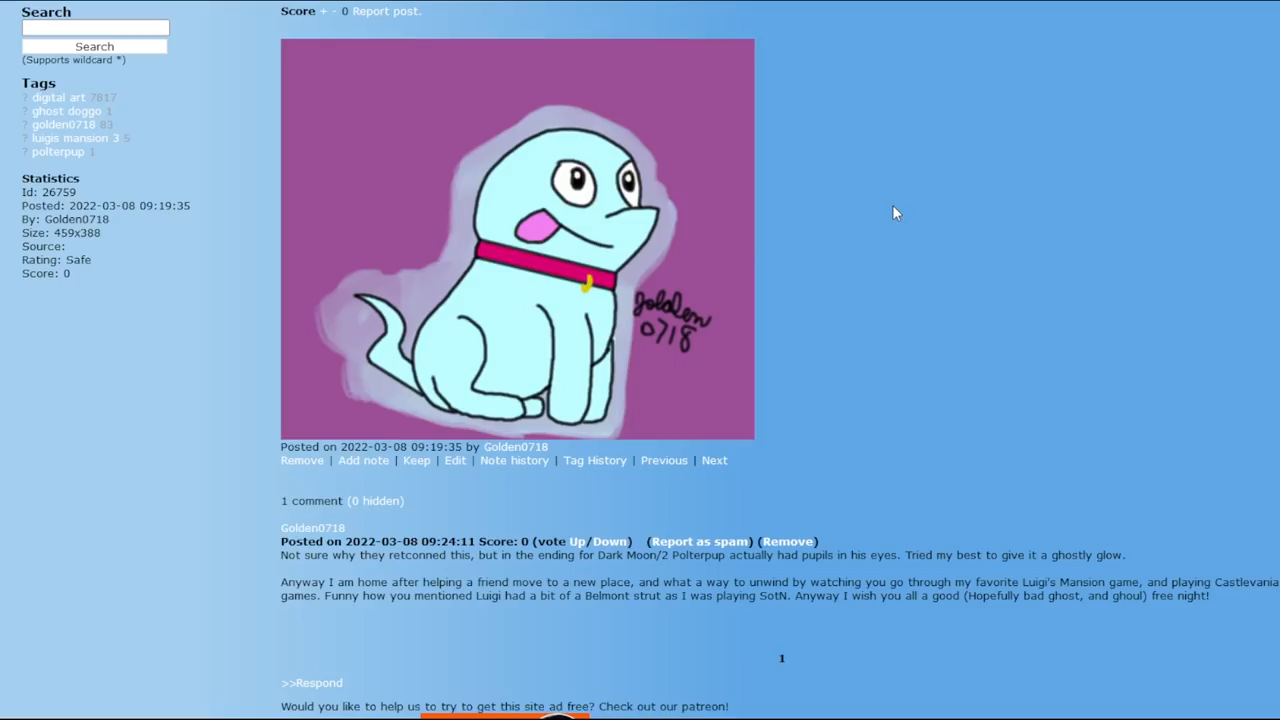 Search
Search
(Supports wildcard *)
Tags
? digital art 7817
? ghost doggo 1
? golden0718 83
? luigis mansion 3 5
? polterpup 1
Statistics
Id: 26759
Posted: 2022-03-08 09:19:35
By: Golden0718
Size: 459x388
Source:
Rating: Safe
Score: 0
Score + - 0 Report post.
golden
0718
Posted on 2022-03-08 09:19:35 by Golden0718
Remove | Add note | Keep | Edit | Note history | Tag History | Previous | Next
1 comment (0 hidden)
Golden0718
Posted on 2022-03-08 09:24:11 Score: 0 (vote Up/Down) (Report as spam) (Remove)
Not sure why they retconned this, but in the ending for Dark Moon/2 Polterpup actually had pupils in his eyes. Tried my best to give it a ghostly glow.
Anyway I am home after helping a friend move to a new place, and what a way to unwind by watching you go through my favorite Luigi's Mansion game, and playing Castlevania
games. Funny how you mentioned Luigi had a bit of a Belmont strut as I was playing SotN. Anyway I wish you all a good (Hopefully bad ghost, and ghoul) free night!
1
>>Respond
Would you like to help us to try to get this site ad free? Check out our patreon!